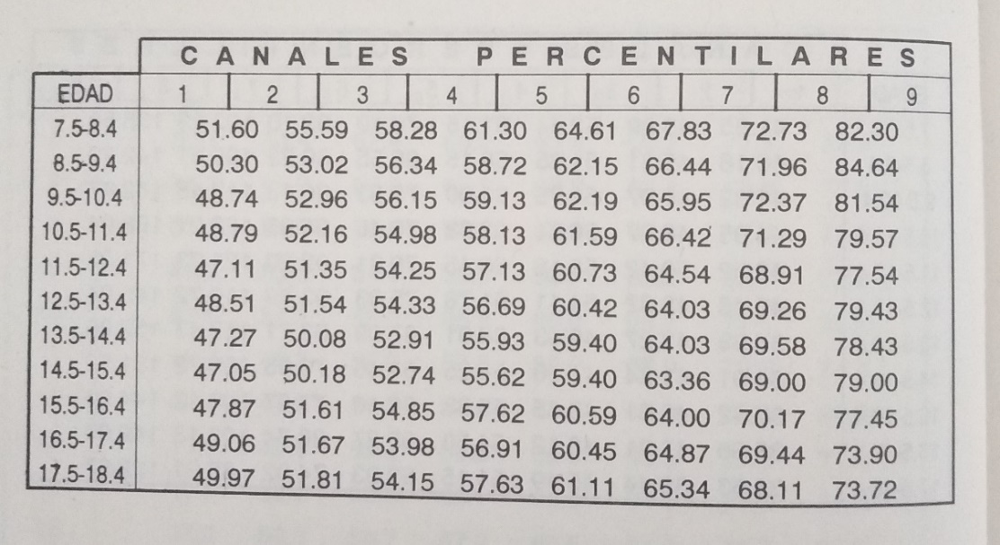 CANALES PERCENTILARES
EDAD 1 2 3 4 5 6 7 8 9
7.5-8.4 51.60 55.59 58.28 61.30 64.61 67.83 72.73 82.30
8.5-9.4 50.30 53.02 56.34 58.72 62.15 66.44 71.96 84.64
9.5-10.4 48.74 52.96 56.15 59.13 62.19 65.95 72.37 81.54
10.5-11.4 48.79 52.16 54.98 58.13 61.59 66.42 71.29 79.57
11.5-12.4 47.11 51.35 54.25 57.13 60.73 64.54 68.91 77.54
12.5-13.4 48.51 51.54 54.33 56.69 60.42 64.03 69.26 79.43
13.5-14.4 47.27 50.08 52.91 55.93 59.40 64.03 69.58 78.43
14.5-15.4 47.05 50.18 52.74 55.62 59.40 63.36 69.00 79.00
15.5-16.4 47.87 51.61 54.85 57.62 60.59 64.00 70.17 77.45
16.5-17.4 49.06 51.67 53.98 56.91 60.45 64.87 69.44 73.90
17.5-18.4 49.97 51.81 54.15 57.63 61.11 65.34 68.11 73.72